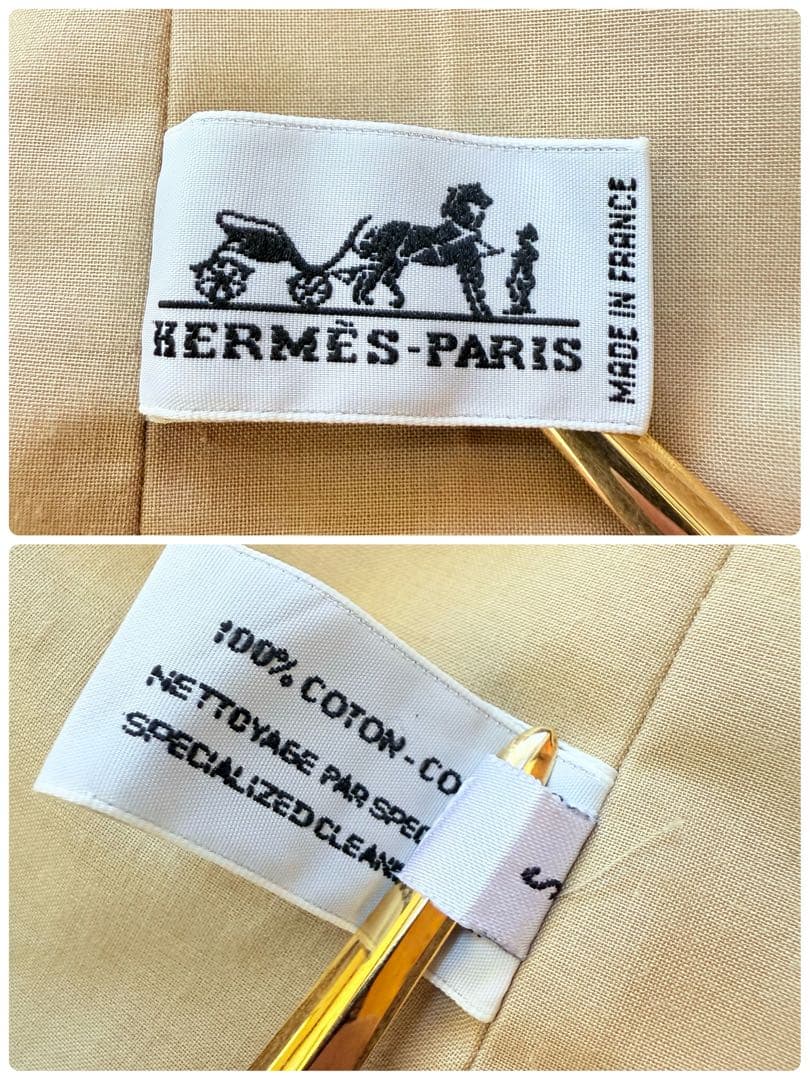 HERMÈS-PARIS
MADE IN FRANCE
100% COTON - CO
NETTOYAGE PAR SPEC
SPECIALIZED CLEAN
S